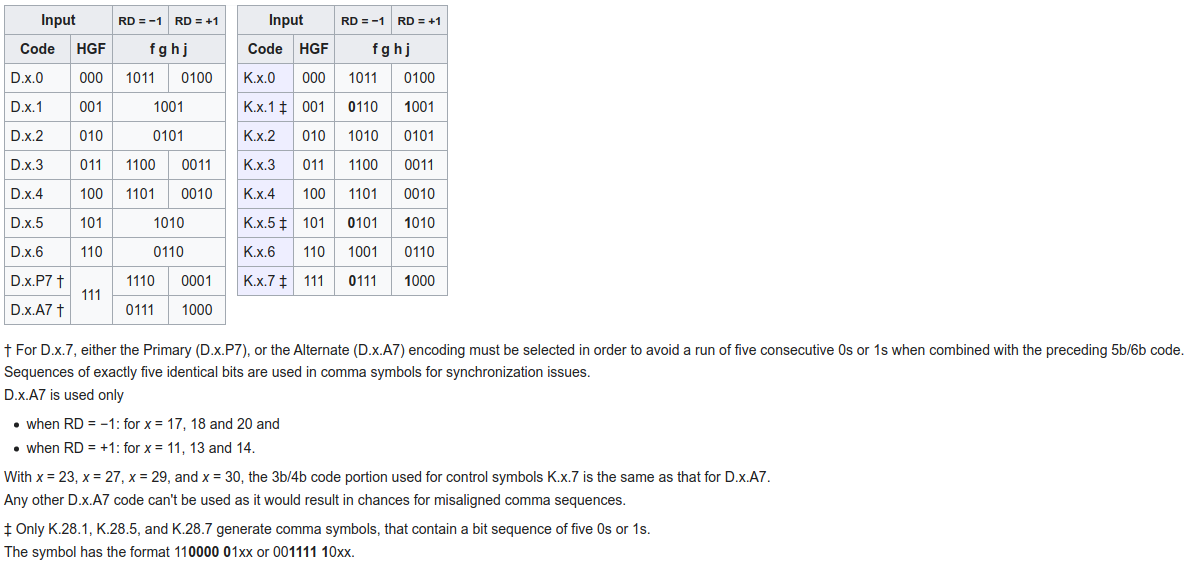 Input RD = −1 RD = +1 Input RD = −1 RD = +1
Code HGF f g h j Code HGF f g h j
D.x.0 000 1011 0100 K.x.0 000 1011 0100
D.x.1 001 1001 K.x.1 ‡ 001 0110 1001
D.x.2 010 0101 K.x.2 010 1010 0101
D.x.3 011 1100 0011 K.x.3 011 1100 0011
D.x.4 100 1101 0010 K.x.4 100 1101 0010
D.x.5 101 1010 K.x.5 ‡ 101 0101 1010
D.x.6 110 0110 K.x.6 110 1001 0110
D.x.P7 † 111 1110 0001 K.x.7 ‡ 111 0111 1000
D.x.A7 † 0111 1000
† For D.x.7, either the Primary (D.x.P7), or the Alternate (D.x.A7) encoding must be selected in order to avoid a run of five consecutive 0s or 1s when combined with the preceding 5b/6b code.
Sequences of exactly five identical bits are used in comma symbols for synchronization issues.
D.x.A7 is used only
• when RD = −1: for x = 17, 18 and 20 and
• when RD = +1: for x = 11, 13 and 14.
With x = 23, x = 27, x = 29, and x = 30, the 3b/4b code portion used for control symbols K.x.7 is the same as that for D.x.A7.
Any other D.x.A7 code can't be used as it would result in chances for misaligned comma sequences.
‡ Only K.28.1, K.28.5, and K.28.7 generate comma symbols, that contain a bit sequence of five 0s or 1s.
The symbol has the format 110000 01xx or 001111 10xx.